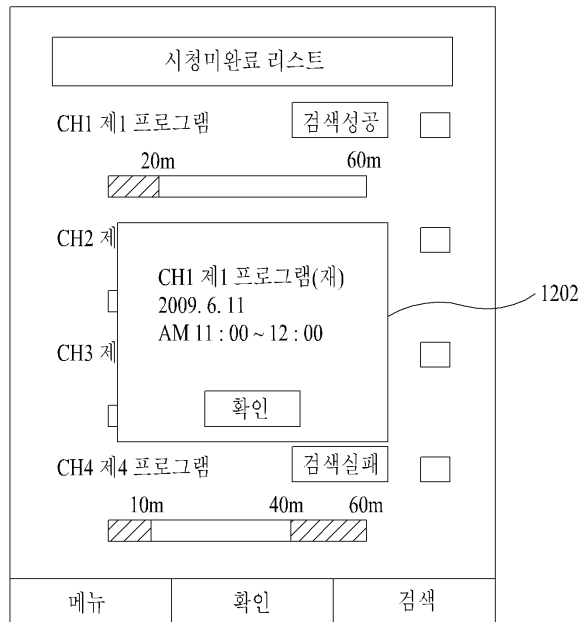 시청미완료 리스트
CH1 제1 프로그램 검색성공
20m 60m
CH2 제
CH1 제1 프로그램(재)
2009. 6. 11
AM 11 : 00 ~ 12 : 00
1202
CH3 제
확인
CH4 제4 프로그램 검색실패
10m 40m 60m
메뉴 확인 검색